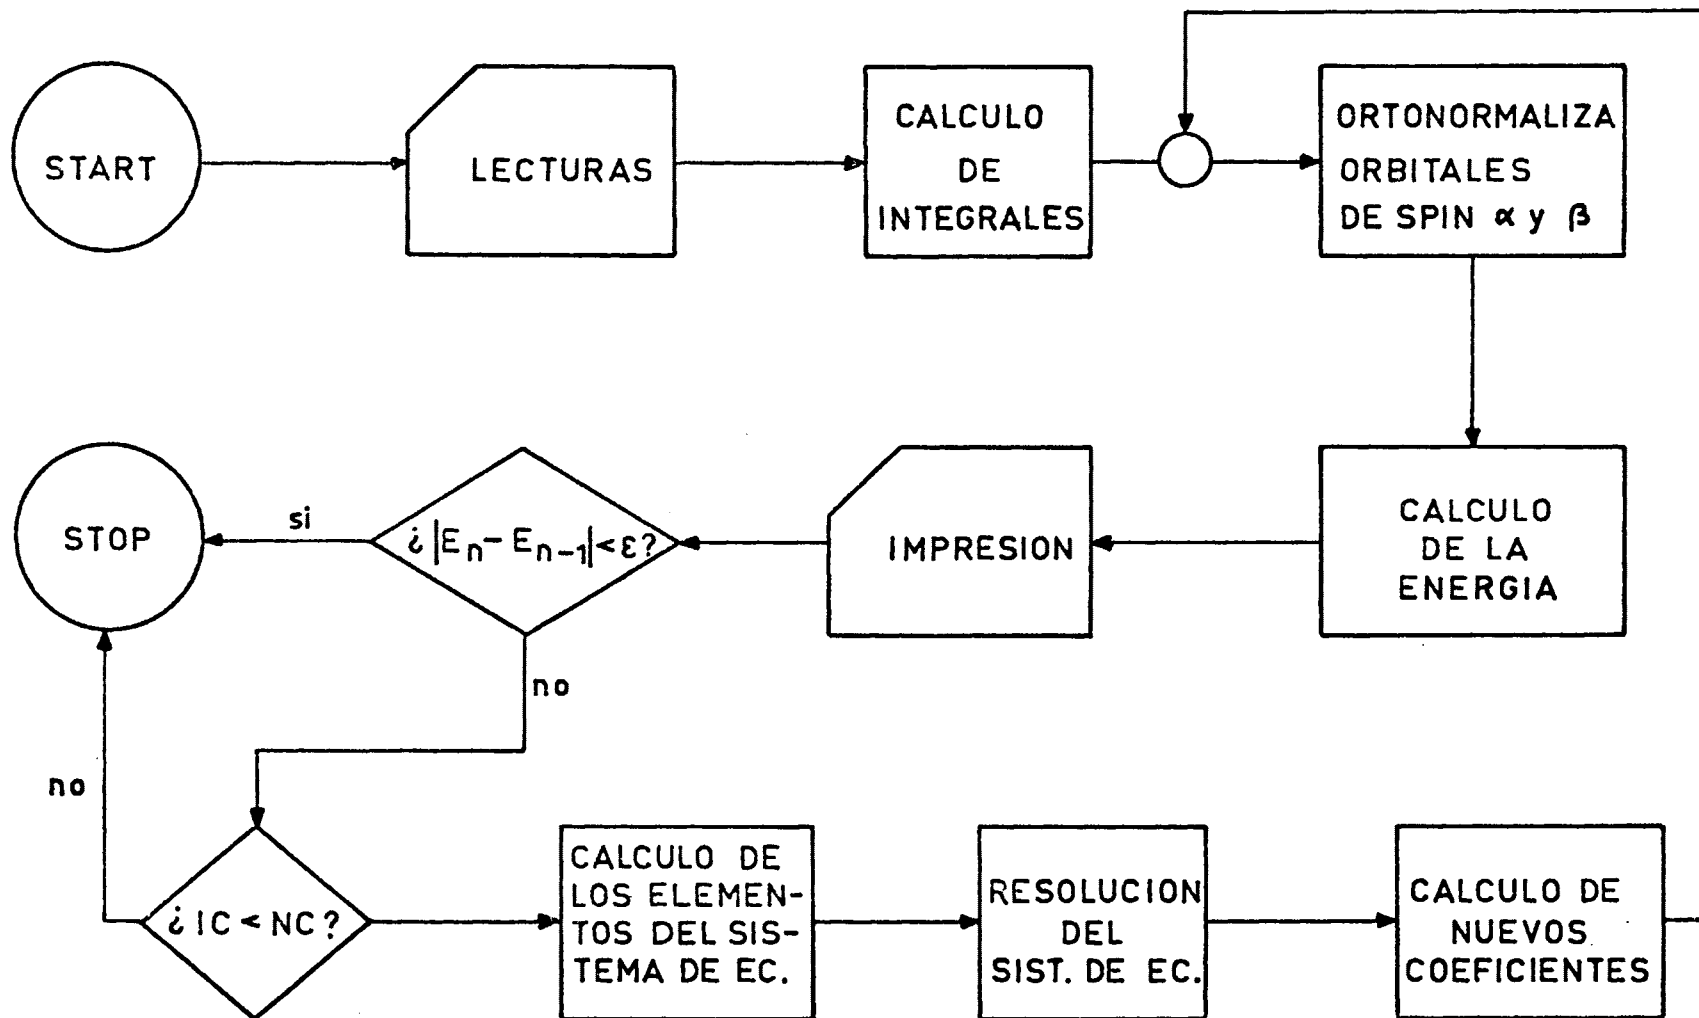 START
LECTURAS
CALCULO
DE
INTEGRALES
ORTONORMALIZA
ORBITALES
DE SPIN α y β
STOP
si
¿|Eₙ − Eₙ₋₁|<ε?
IMPRESION
CALCULO
DE LA
ENERGIA
no
no
¿IC < NC?
CALCULO DE
LOS ELEMEN-
TOS DEL SIS-
TEMA DE EC.
RESOLUCION
DEL
SIST. DE EC.
CALCULO DE
NUEVOS
COEFICIENTES